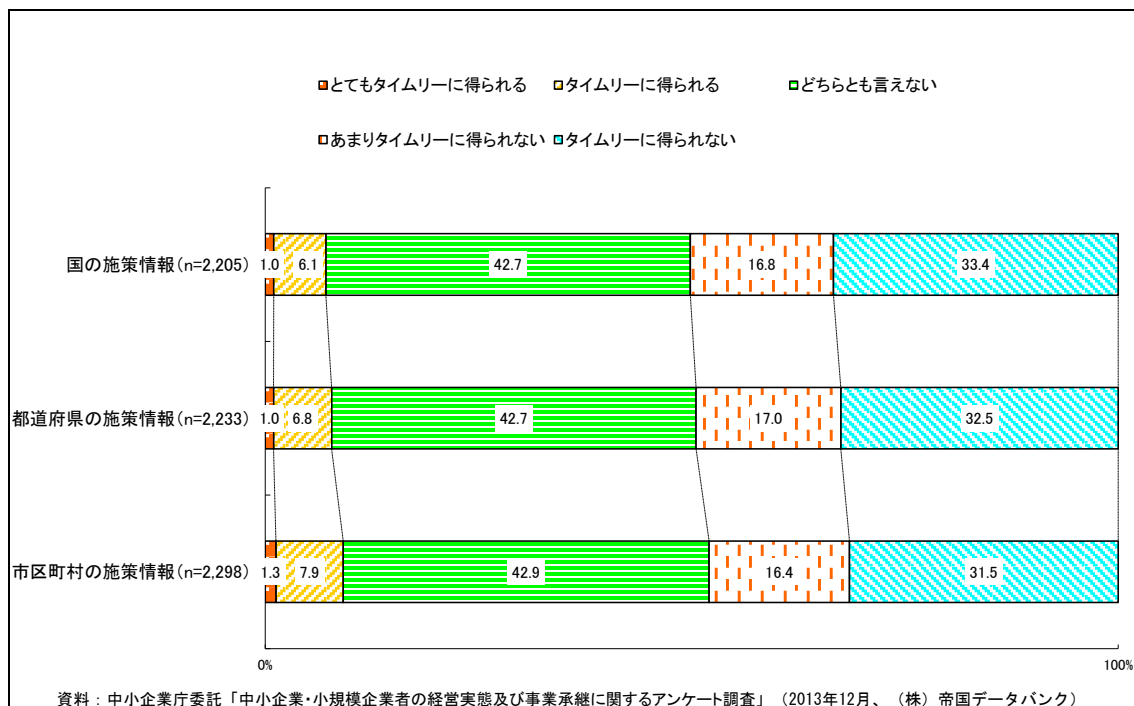 とてもタイムリーに得られる タイムリーに得られる どちらとも言えない
あまりタイムリーに得られない タイムリーに得られない
国の施策情報(n=2,205) 1.0 6.1 42.7 16.8 33.4
都道府県の施策情報(n=2,233) 1.0 6.8 42.7 17.0 32.5
市区町村の施策情報(n=2,298) 1.3 7.9 42.9 16.4 31.5
0% 100%
資料：中小企業庁委託「中小企業・小規模企業者の経営実態及び事業承継に関するアンケート調査」（2013年12月、（株）帝国データバンク）